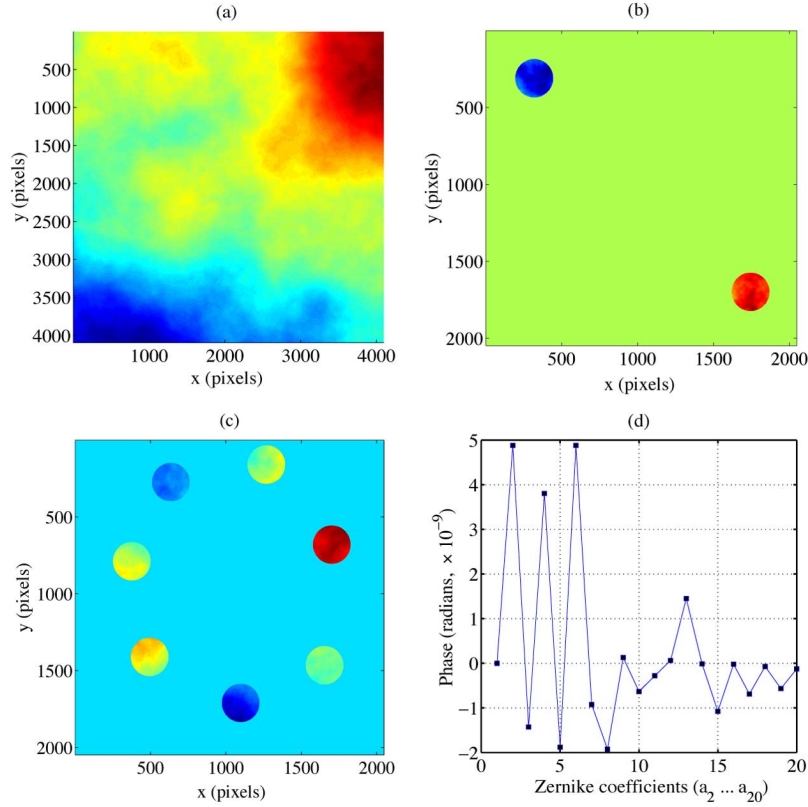 (a)
500
1000
1500
2000
2500
3000
3500
4000
y (pixels)
1000 2000 3000 4000
x (pixels)
(b)
500
1000
1500
2000
y (pixels)
500 1000 1500 2000
x (pixels)
(c)
500
1000
1500
2000
y (pixels)
500 1000 1500 2000
x (pixels)
(d)
5
4
3
2
1
0
−1
−2
Phase (radians, × 10⁻⁹)
0 5 10 15 20
Zernike coefficients (a₂ ... a₂₀)